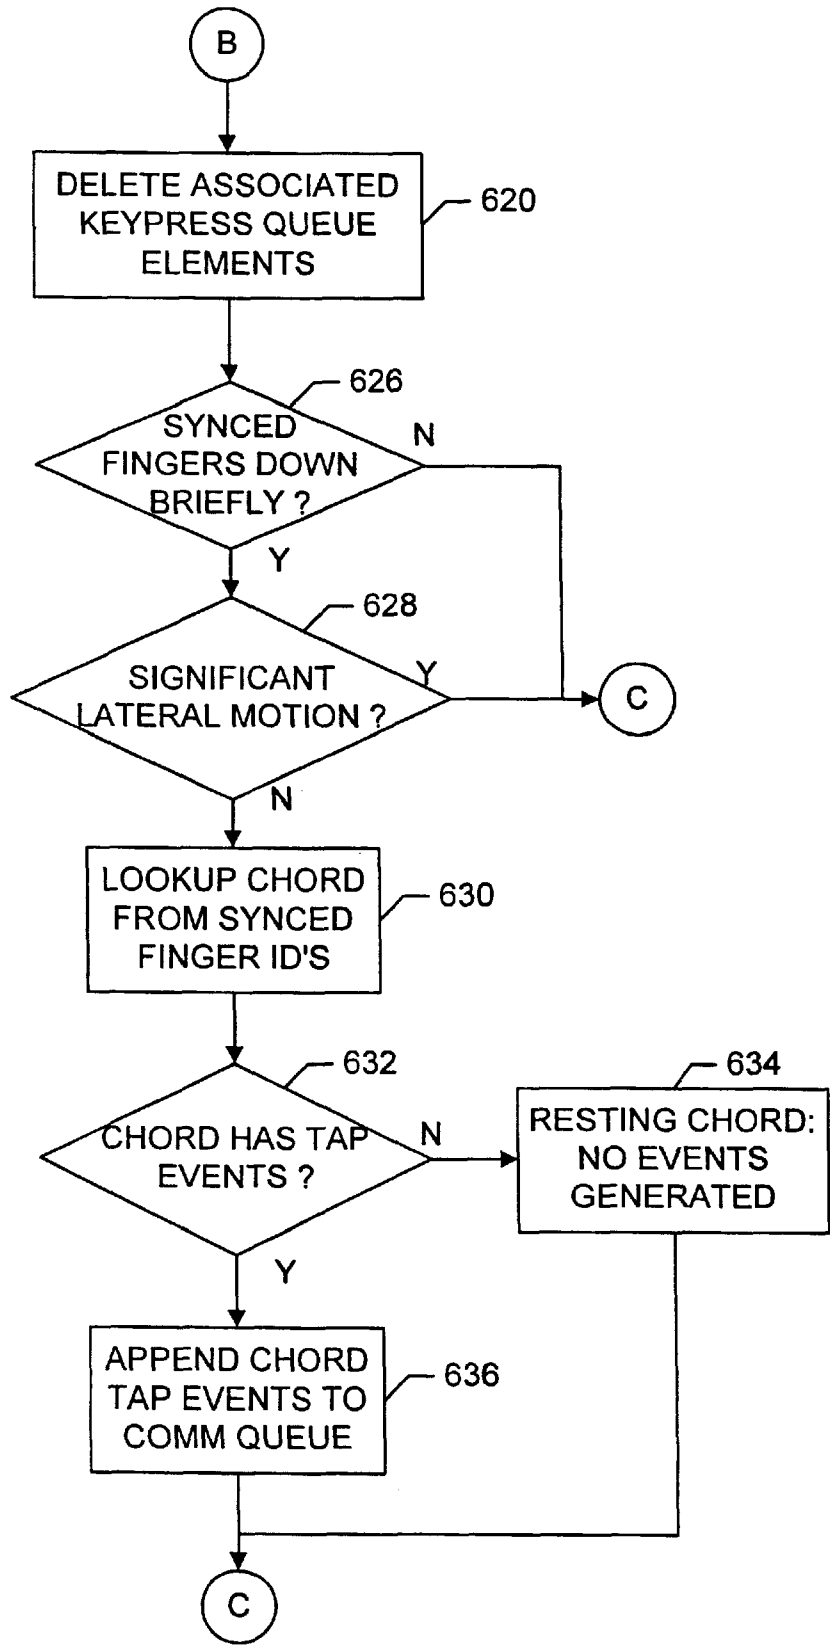 B
DELETE ASSOCIATED
KEYPRESS QUEUE
ELEMENTS
620
626
SYNCED
FINGERS DOWN
BRIEFLY ?
N
Y
628
SIGNIFICANT
LATERAL MOTION ?
Y
C
N
LOOKUP CHORD
FROM SYNCED
FINGER ID'S
630
632
CHORD HAS TAP
EVENTS ?
N
634
RESTING CHORD:
NO EVENTS
GENERATED
Y
APPEND CHORD
TAP EVENTS TO
COMM QUEUE
636
C